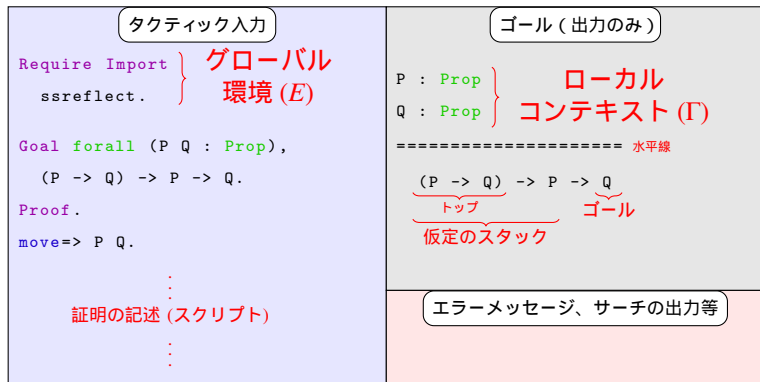 タクティック入力
Require Import
ssreflect.
グローバル
環境 (E)
Goal forall (P Q : Prop),
(P -> Q) -> P -> Q.
Proof.
move=> P Q.
証明の記述 (スクリプト)
ゴール ( 出力のみ )
P : Prop
Q : Prop
ローカル
コンテキスト (Γ)
===================== 水平線
(P -> Q) -> P -> Q
トップ
ゴール
仮定のスタック
エラーメッセージ、サーチの出力等